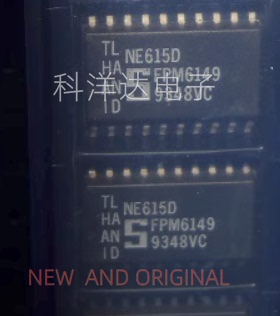 TL
HA
AN
ID
NE615D
FPM6149
9348VC
科洋达电子
TL
HA
AN
ID
NE615D
FPM6149
9348VC
NEW AND ORIGINAL